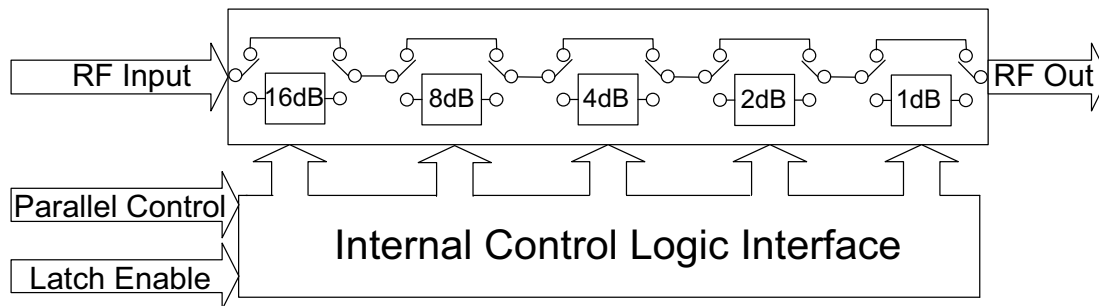 RF Input
16dB
8dB
4dB
2dB
1dB
RF Out
Parallel Control
Internal Control Logic Interface
Latch Enable